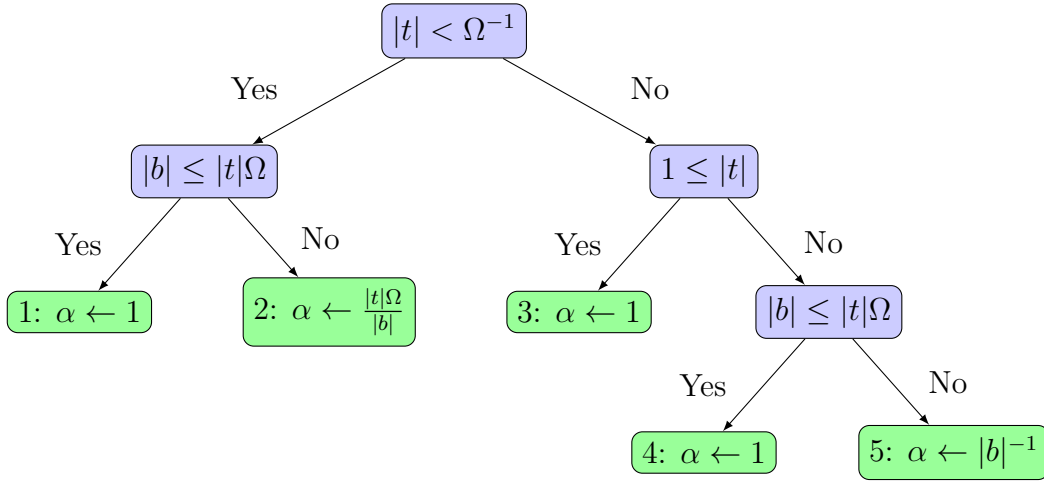 |t| < Ω⁻¹
Yes
No
|b| ≤ |t|Ω
1 ≤ |t|
Yes
No
Yes
No
1: α ← 1
2: α ← |t|Ω/|b|
3: α ← 1
|b| ≤ |t|Ω
Yes
No
4: α ← 1
5: α ← |b|⁻¹